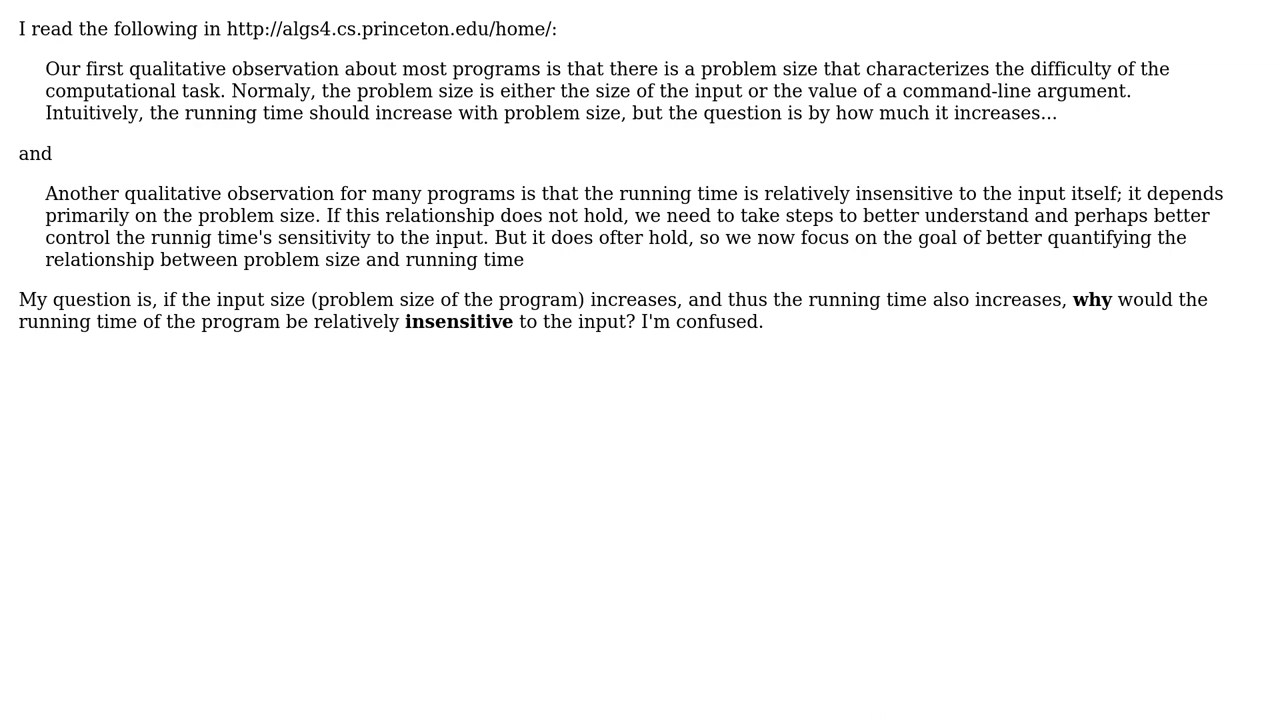 I read the following in http://algs4.cs.princeton.edu/home/:
Our first qualitative observation about most programs is that there is a problem size that characterizes the difficulty of the
computational task. Normaly, the problem size is either the size of the input or the value of a command-line argument.
Intuitively, the running time should increase with problem size, but the question is by how much it increases...
and
Another qualitative observation for many programs is that the running time is relatively insensitive to the input itself; it depends
primarily on the problem size. If this relationship does not hold, we need to take steps to better understand and perhaps better
control the runnig time's sensitivity to the input. But it does ofter hold, so we now focus on the goal of better quantifying the
relationship between problem size and running time
My question is, if the input size (problem size of the program) increases, and thus the running time also increases, why would the
running time of the program be relatively insensitive to the input? I'm confused.